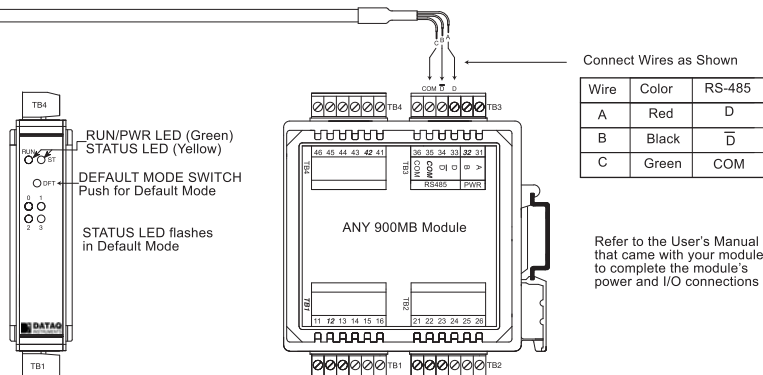 A
B
C
COM D̅ D
TB4
TB3
Connect Wires as Shown
Wire Color RS-485
A Red D
B Black D̅
C Green COM
TB4
RUN
ST
RUN/PWR LED (Green)
STATUS LED (Yellow)
DFT
DEFAULT MODE SWITCH
Push for Default Mode
0 1
2 3
STATUS LED flashes
in Default Mode
DATAQ
INSTRUMENTS
TB1
46 45 44 43 42 41
TB4
36 35 34 33 32 31
TB3
COM COM D̅ D B A
RS485 PWR
ANY 900MB Module
TB1
11 12 13 14 15 16
TB2
21 22 23 24 25 26
TB1
TB2
Refer to the User's Manual
that came with your module
to complete the module's
power and I/O connections